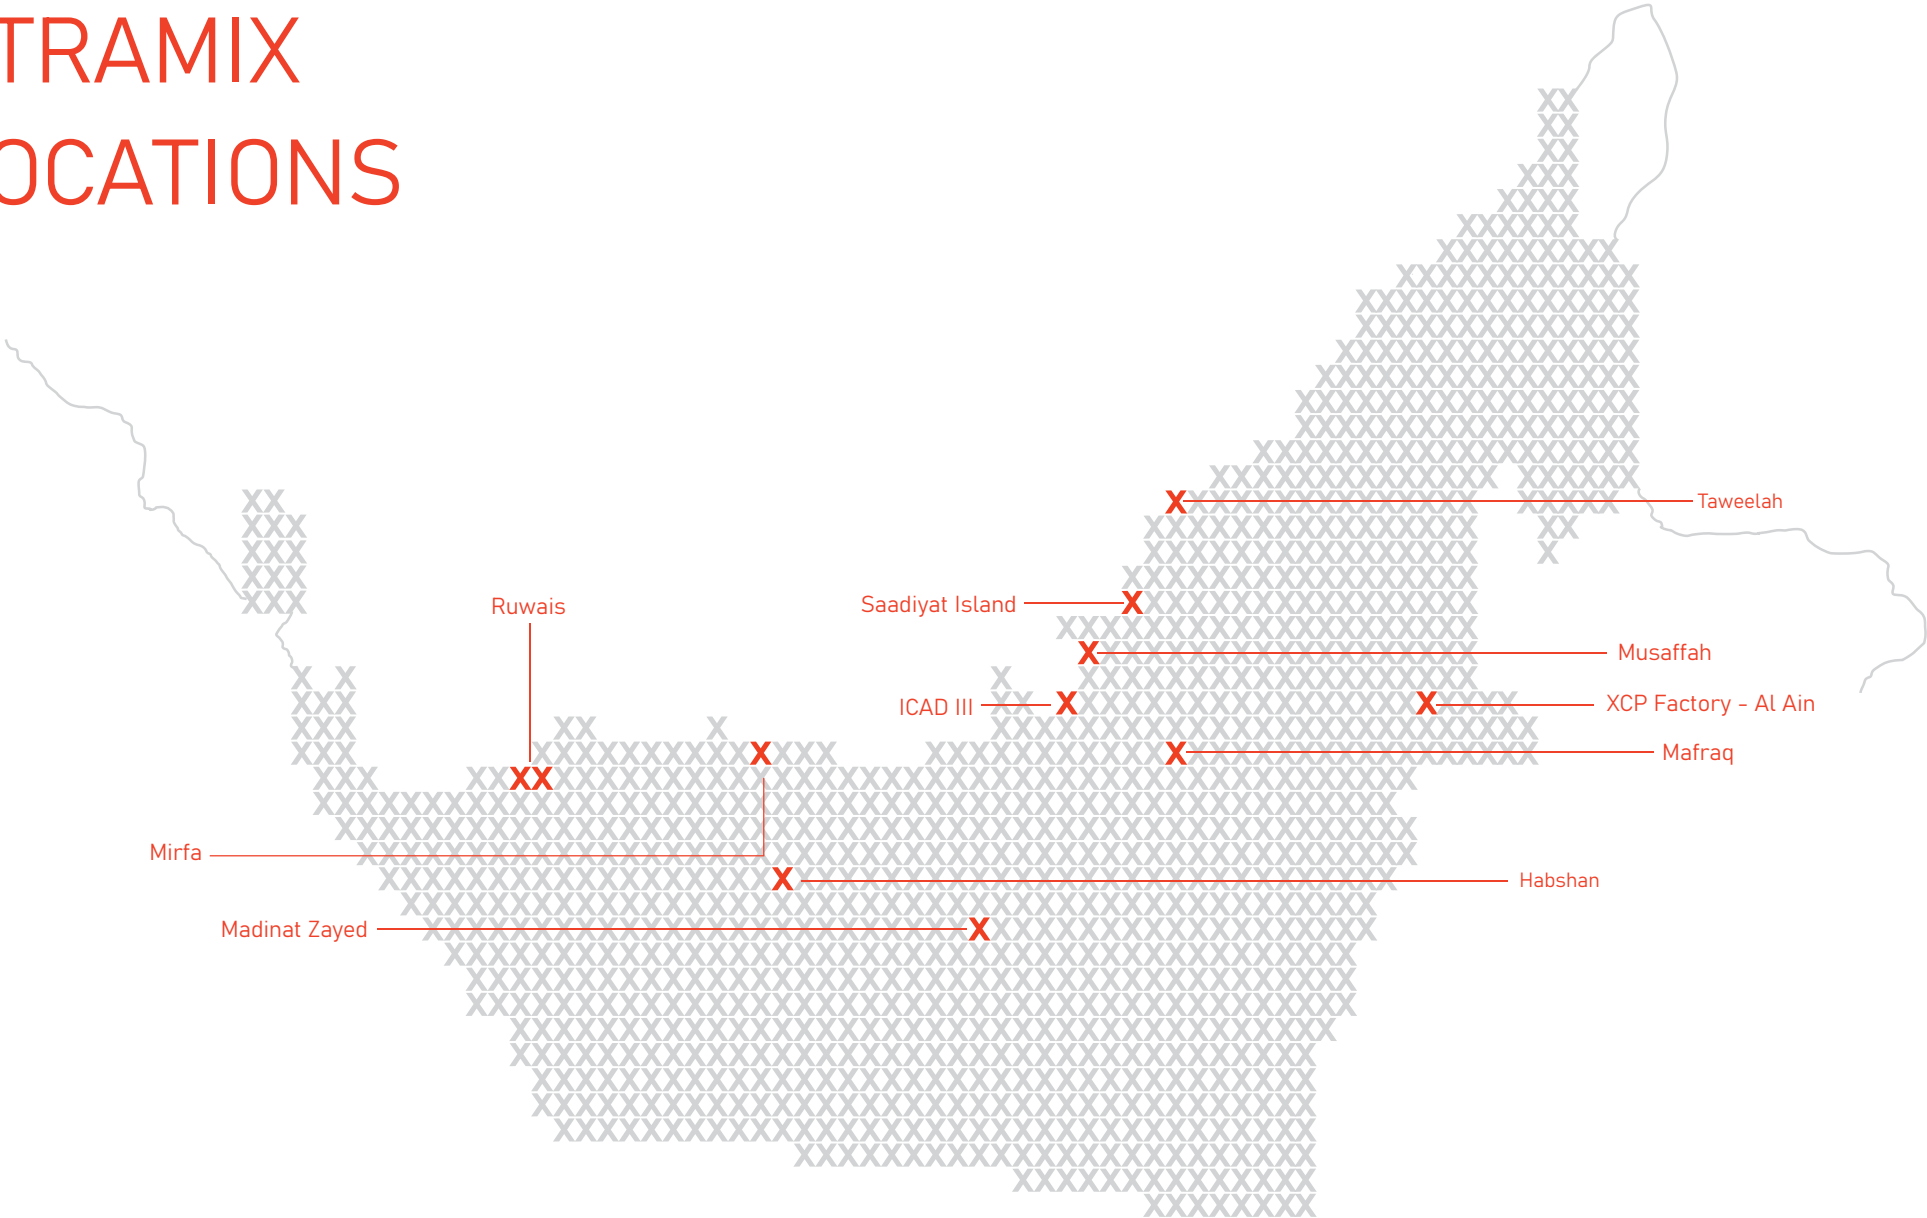 TRAMIX
OCATIONS
Taweelah
Ruwais
Saadiyat Island
Musaffah
ICAD III
XCP Factory - Al Ain
Mafraq
Mirfa
Habshan
Madinat Zayed